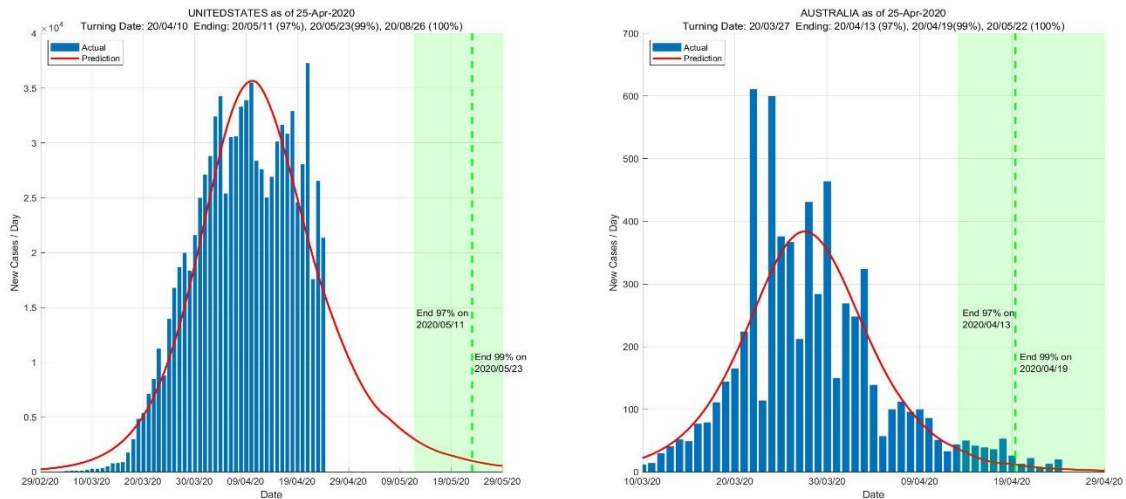 UNITEDSTATES as of 25-Apr-2020
Turning Date: 20/04/10 Ending: 20/05/11 (97%), 20/05/23(99%), 20/08/26 (100%)
×10⁴
4
3.5
3
2.5
2
1.5
1
0.5
0
New Cases / Day
Actual
Prediction
End 97% on
2020/05/11
End 99% on
2020/05/23
29/02/20 10/03/20 20/03/20 30/03/20 09/04/20 19/04/20 29/04/20 09/05/20 19/05/20 29/05/20
Date
AUSTRALIA as of 25-Apr-2020
Turning Date: 20/03/27 Ending: 20/04/13 (97%), 20/04/19(99%), 20/05/22 (100%)
700
600
500
400
300
200
100
0
New Cases / Day
Actual
Prediction
End 97% on
2020/04/13
End 99% on
2020/04/19
10/03/20 20/03/20 30/03/20 09/04/20 19/04/20 29/04/20
Date